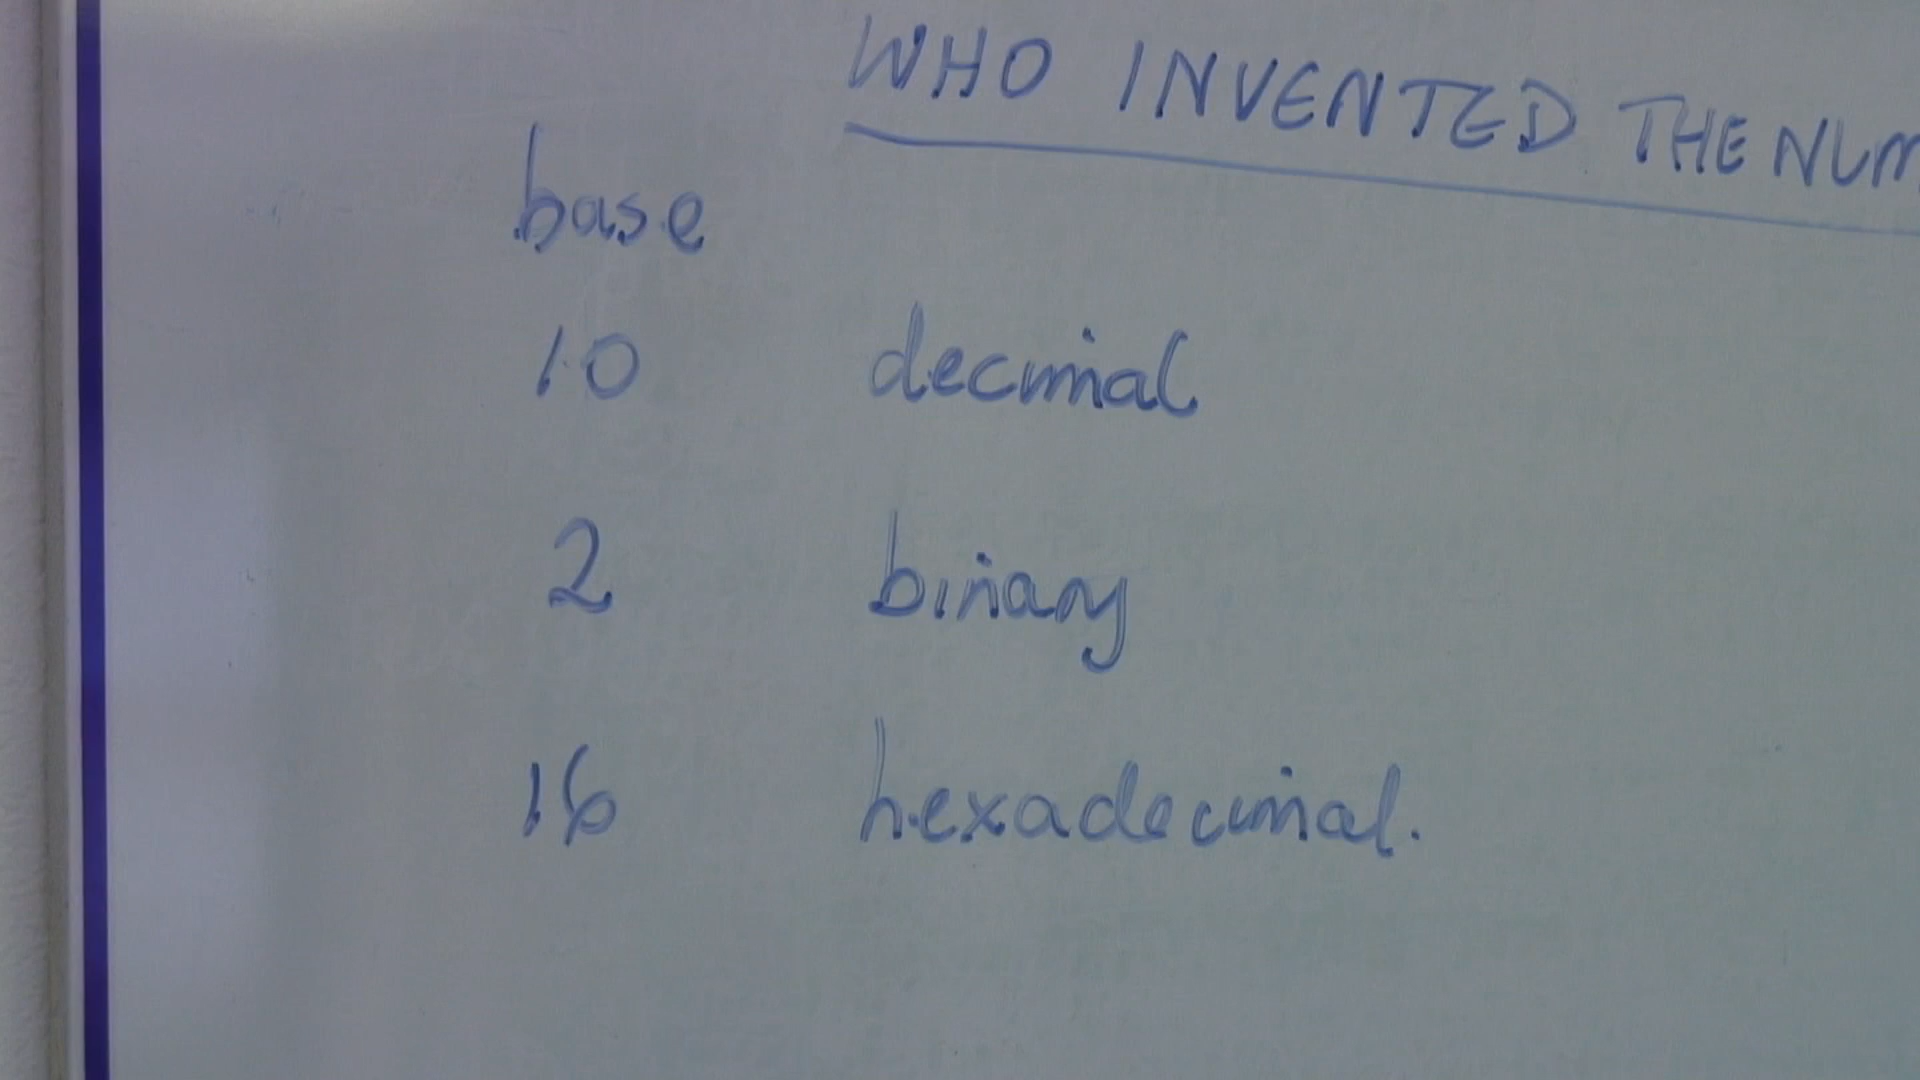 WHO INVENTED THE NUM
base
10 decimal
2 binary
16 hexadecimal.